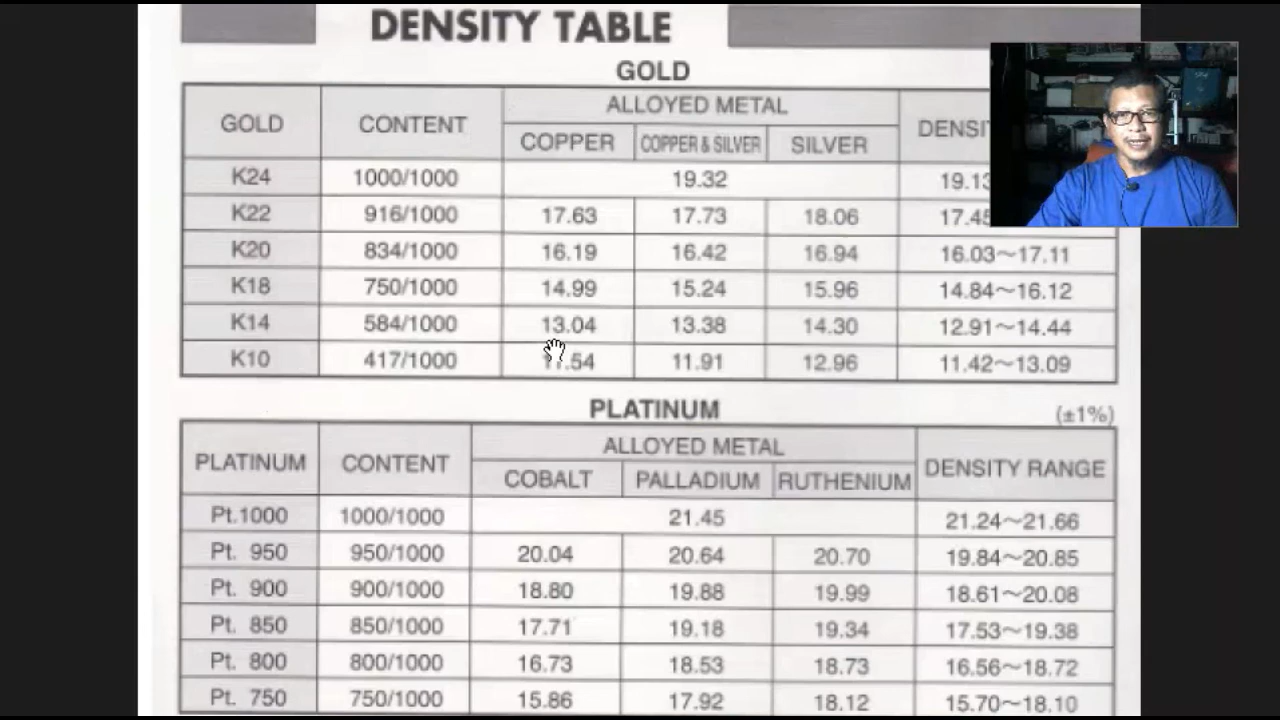 DENSITY TABLE
GOLD
GOLD CONTENT ALLOYED METAL
COPPER COPPER & SILVER SILVER
K24 1000/1000 19.32
K22 916/1000 17.63 17.73 18.06
K20 834/1000 16.19 16.42 16.94 16.03~17.11
K18 750/1000 14.99 15.24 15.96 14.84~16.12
K14 584/1000 13.04 13.38 14.30 12.91~14.44
K10 417/1000 11.91 12.96 11.42~13.09
PLATINUM (±1%)
PLATINUM CONTENT ALLOYED METAL DENSITY RANGE
COBALT PALLADIUM RUTHENIUM
Pt.1000 1000/1000 21.45 21.24~21.66
Pt. 950 950/1000 20.04 20.64 20.70 19.84~20.85
Pt. 900 900/1000 18.80 19.88 19.99 18.61~20.08
Pt. 850 850/1000 17.71 19.18 19.34 17.53~19.38
Pt. 800 800/1000 16.73 18.53 18.73 16.56~18.72
Pt. 750 750/1000 15.86 17.92 18.12 15.70~18.10